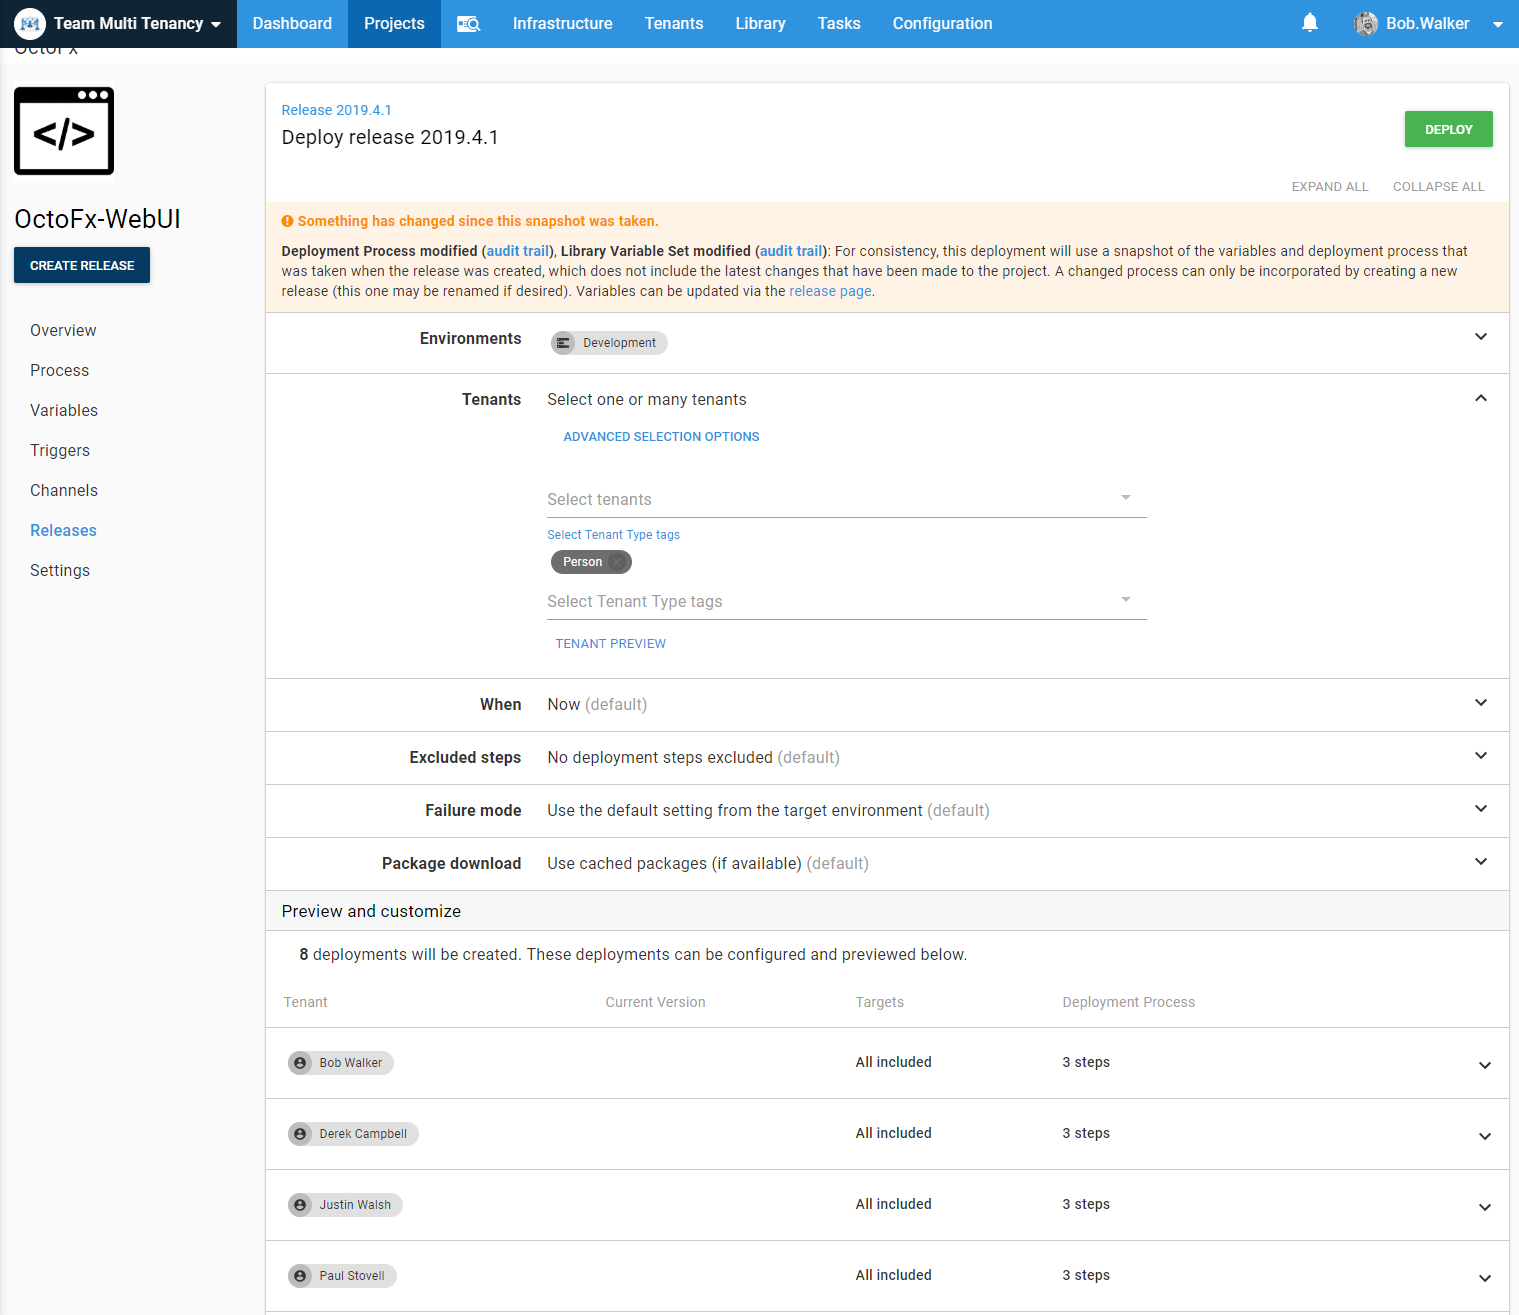 Team Multi Tenancy
Dashboard
Projects
Infrastructure
Tenants
Library
Tasks
Configuration
Bob.Walker
OctoFx
</>
OctoFx-WebUI
CREATE RELEASE
Overview
Process
Variables
Triggers
Channels
Releases
Settings
Release 2019.4.1
Deploy release 2019.4.1
DEPLOY
EXPAND ALL
COLLAPSE ALL
Something has changed since this snapshot was taken.
Deployment Process modified (audit trail), Library Variable Set modified (audit trail): For consistency, this deployment will use a snapshot of the variables and deployment process that
was taken when the release was created, which does not include the latest changes that have been made to the project. A changed process can only be incorporated by creating a new
release (this one may be renamed if desired). Variables can be updated via the release page.
Environments
Development
Tenants
Select one or many tenants
ADVANCED SELECTION OPTIONS
Select tenants
Select Tenant Type tags
Person
Select Tenant Type tags
TENANT PREVIEW
When
Now (default)
Excluded steps
No deployment steps excluded (default)
Failure mode
Use the default setting from the target environment (default)
Package download
Use cached packages (if available) (default)
Preview and customize
8 deployments will be created. These deployments can be configured and previewed below.
Tenant
Current Version
Targets
Deployment Process
Bob Walker
All included
3 steps
Derek Campbell
All included
3 steps
Justin Walsh
All included
3 steps
Paul Stovell
All included
3 steps